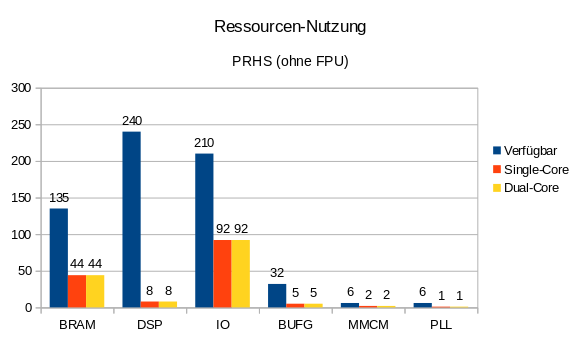 Ressourcen-Nutzung
PRHS (ohne FPU)
300
250
200
150
100
50
0
135
44 44
240
8 8
210
92 92
32
5 5
6 2 2
6 1 1
BRAM DSP IO BUFG MMCM PLL
Verfügbar
Single-Core
Dual-Core